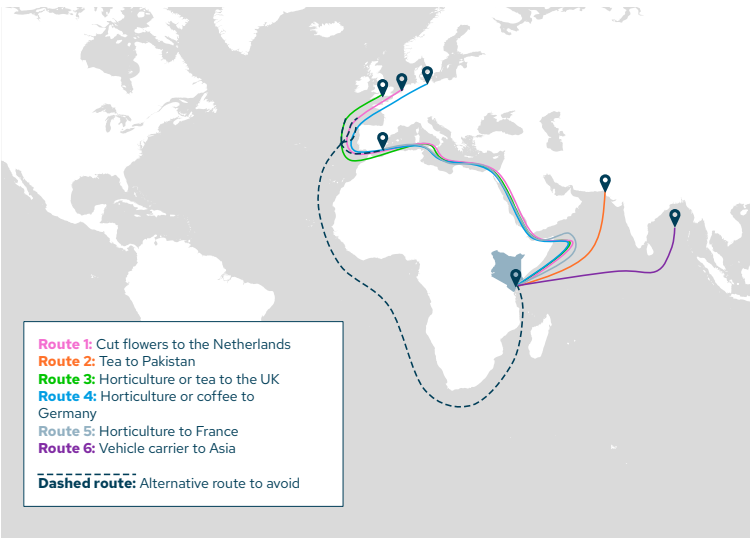 Route 1: Cut flowers to the Netherlands
Route 2: Tea to Pakistan
Route 3: Horticulture or tea to the UK
Route 4: Horticulture or coffee to
Germany
Route 5: Horticulture to France
Route 6: Vehicle carrier to Asia
Dashed route: Alternative route to avoid